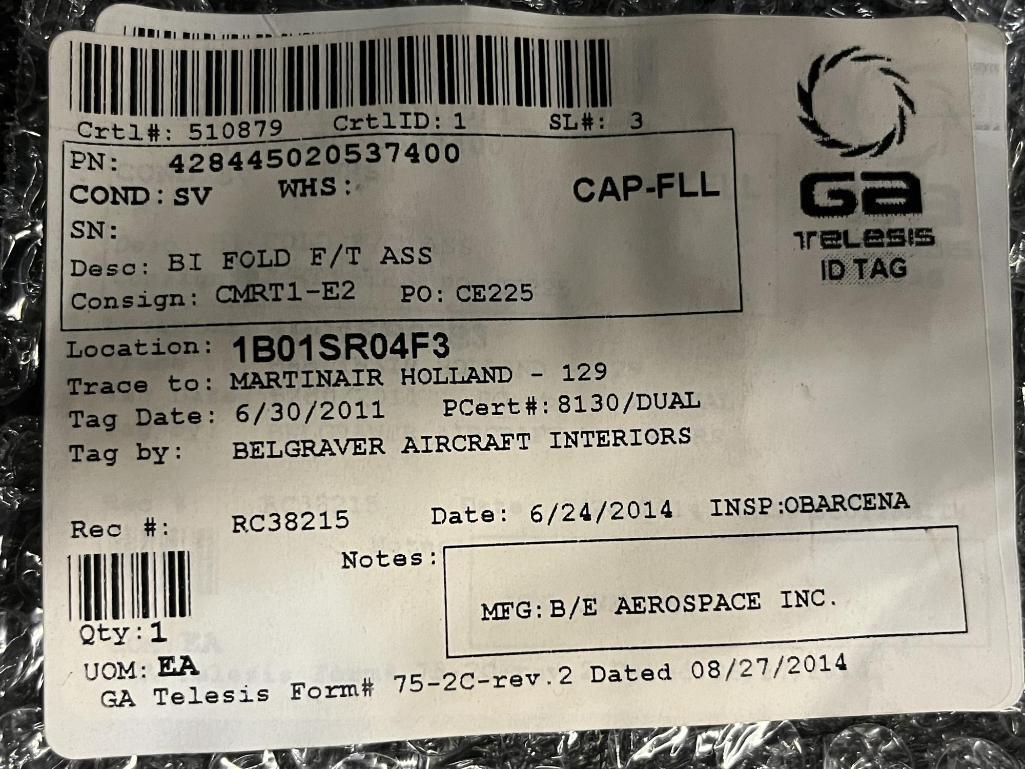 Crtl#: 510879 CrtlID: 1 SL#: 3
PN: 428445020537400
COND: SV WHS: CAP-FLL
SN:
Desc: BI FOLD F/T ASS
Consign: CMRT1-E2 PO: CE225
GA
TELESIS
ID TAG
Location: 1B01SR04F3
Trace to: MARTINAIR HOLLAND - 129
Tag Date: 6/30/2011 PCert#: 8130/DUAL
Tag by: BELGRAVER AIRCRAFT INTERIORS
Rec #: RC38215 Date: 6/24/2014 INSP:OBARCENA
Notes:
MFG: B/E AEROSPACE INC.
Qty: 1
UOM: EA
GA Telesis Form# 75-2C-rev.2 Dated 08/27/2014